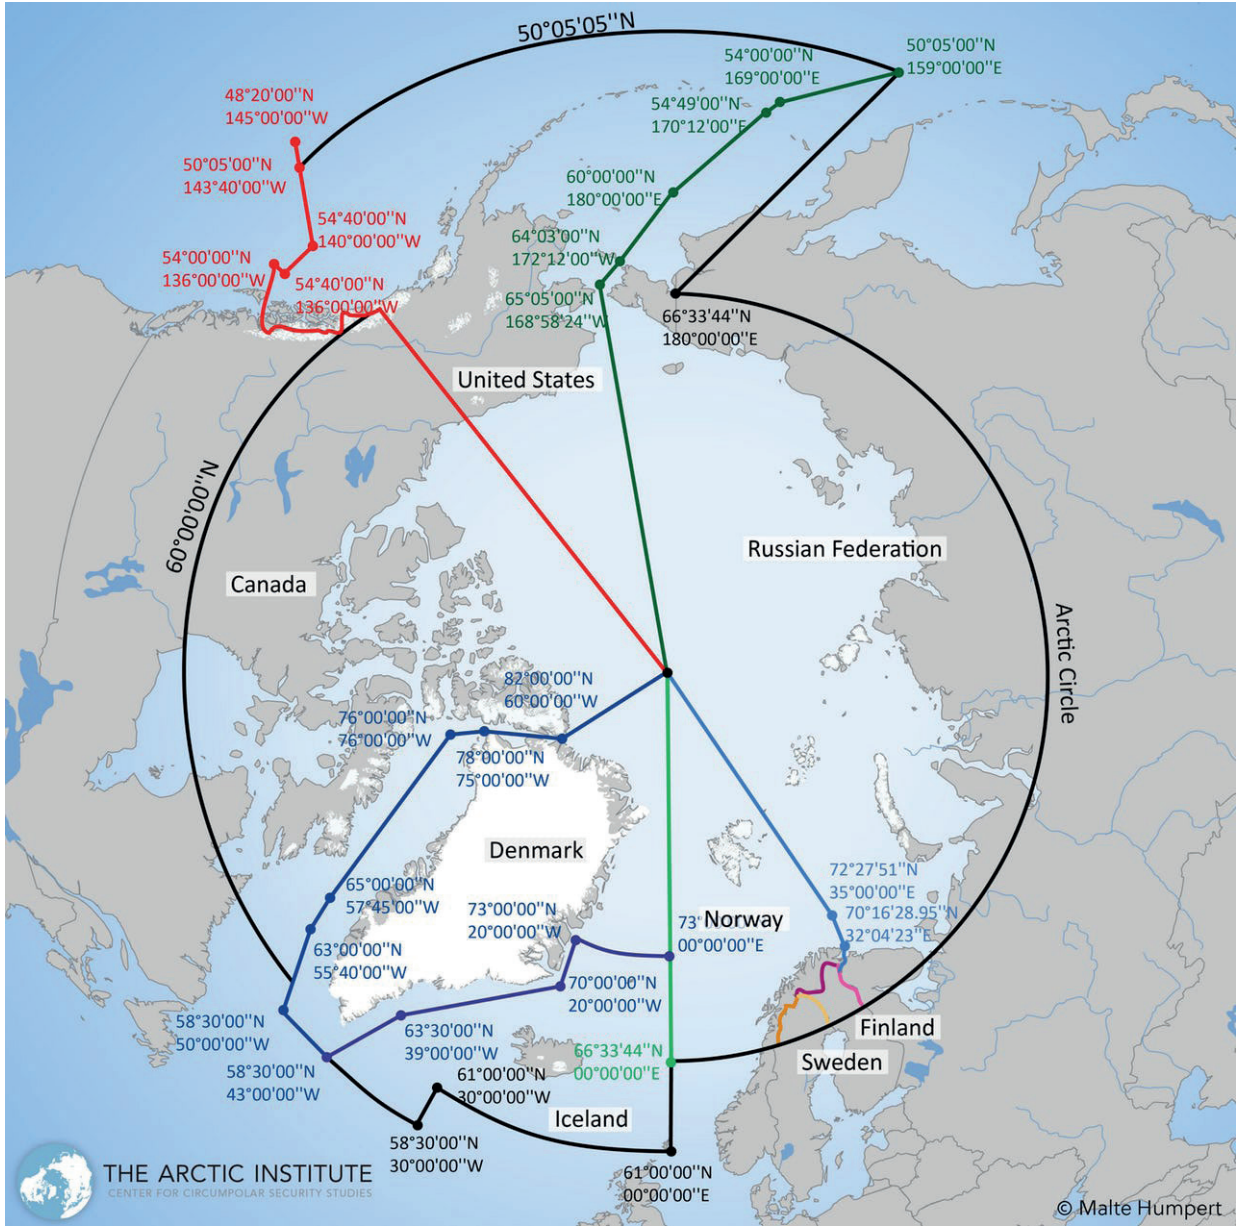 50°05'05''N
50°05'00''N
159°00'00''E
54°00'00''N
169°00'00''E
54°49'00''N
170°12'00''E
48°20'00''N
145°00'00''W
50°05'00''N
143°40'00''W
60°00'00''N
180°00'00''E
54°40'00''N
140°00'00''W
64°03'00''N
172°12'00''W
54°00'00''N
136°00'00''W
54°40'00''N
136°00'00''W
65°05'00''N
168°58'24''W
66°33'44''N
180°00'00''E
United States
60°00'00''N
Russian Federation
Canada
Arctic Circle
82°00'00''N
60°00'00''W
76°00'00''N
76°00'00''W
78°00'00''N
75°00'00''W
Denmark
72°27'51''N
35°00'00''E
65°00'00''N
57°45'00''W
73°00'00''N
20°00'00''W
Norway
73°
00°00'00''E
70°16'28.95''N
32°04'23''E
63°00'00''N
55°40'00''W
70°00'00''N
20°00'00''W
58°30'00''N
50°00'00''W
63°30'00''N
39°00'00''W
66°33'44''N
00°00'00''E
Finland
Sweden
58°30'00''N
43°00'00''W
61°00'00''N
30°00'00''W
Iceland
58°30'00''N
30°00'00''W
61°00'00''N
00°00'00''E
THE ARCTIC INSTITUTE
CENTER FOR CIRCUMPOLAR SECURITY STUDIES
© Malte Humpert